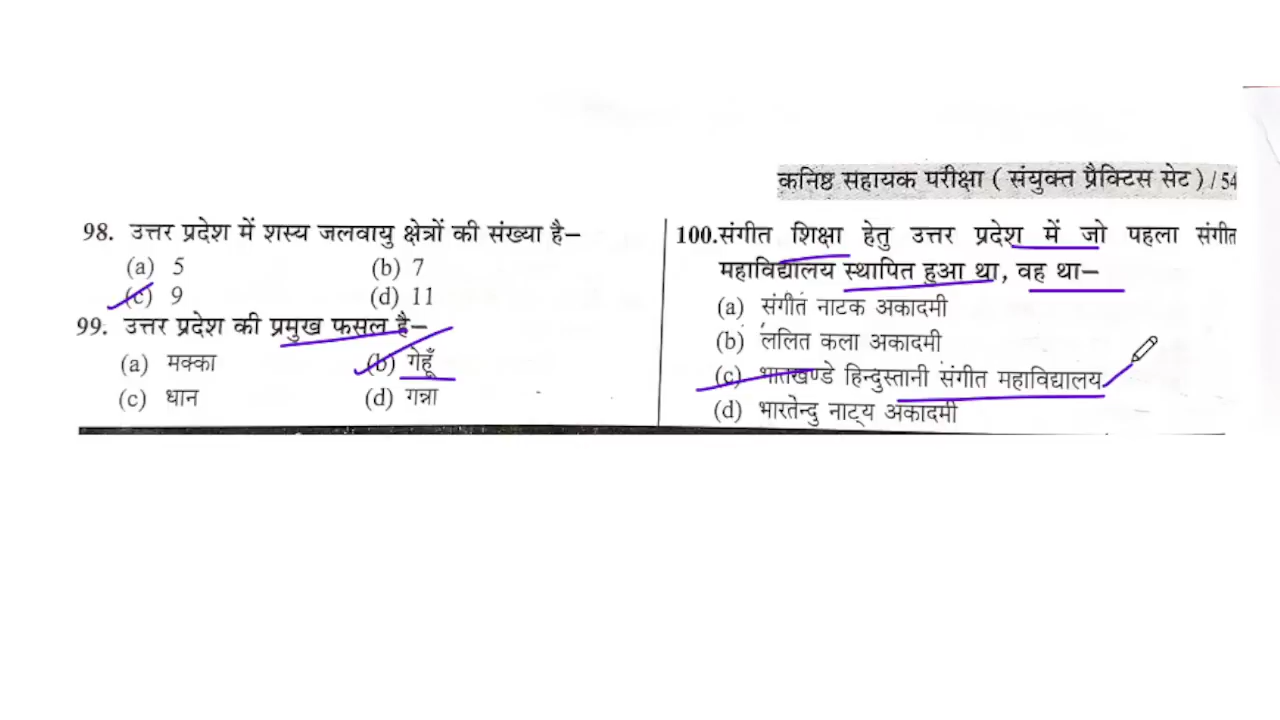 कनिष्ठ सहायक परीक्षा ( संयुक्त प्रैक्टिस सेट ) / 54
98. उत्तर प्रदेश में शस्य जलवायु क्षेत्रों की संख्या है–
(a) 5 (b) 7
(c) 9 (d) 11
99. उत्तर प्रदेश की प्रमुख फसल है–
(a) मक्का (b) गेहूँ
(c) धान (d) गन्ना
100. संगीत शिक्षा हेतु उत्तर प्रदेश में जो पहला संगीत
महाविद्यालय स्थापित हुआ था, वह था–
(a) संगीत नाटक अकादमी
(b) ललित कला अकादमी
(c) भातखण्डे हिन्दुस्तानी संगीत महाविद्यालय
(d) भारतेन्दु नाट्य अकादमी